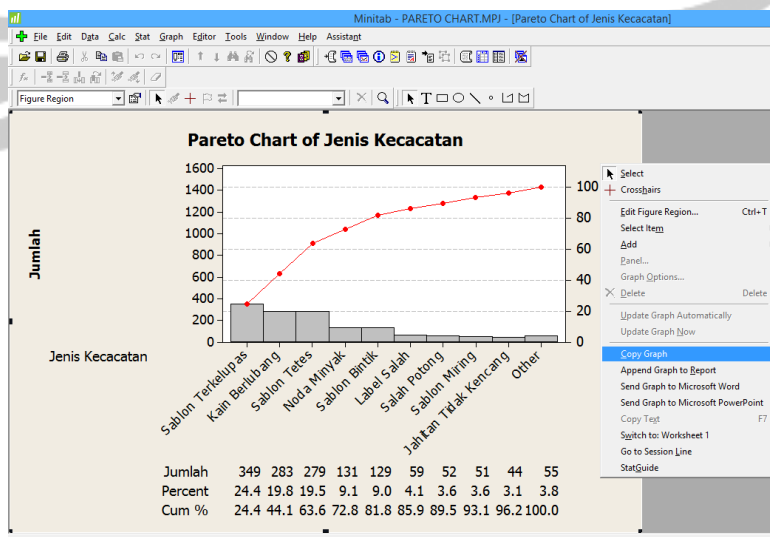 Minitab - PARETO CHART.MPJ - [Pareto Chart of Jenis Kecacatan]
File Edit Data Calc Stat Graph Editor Tools Window Help Assistant
Figure Region
Pareto Chart of Jenis Kecacatan
1600
1400
1200
1000
800
600
400
200
0
Jumlah
100
80
60
40
20
0
Jenis Kecacatan
Sablon Terkelupas
Kain Berlubang
Sablon Tetes
Noda Minyak
Sablon Bintik
Label Salah
Salah Potong
Sablon Miring
Jahitan Tidak Kencang
Other
Jumlah 349 283 279 131 129 59 52 51 44 55
Percent 24.4 19.8 19.5 9.1 9.0 4.1 3.6 3.6 3.1 3.8
Cum % 24.4 44.1 63.6 72.8 81.8 85.9 89.5 93.1 96.2 100.0
Select
Crosshairs
Edit Figure Region... Ctrl+T
Select Item
Add
Panel...
Graph Options...
Delete Delete
Update Graph Automatically
Update Graph Now
Copy Graph
Append Graph to Report
Send Graph to Microsoft Word
Send Graph to Microsoft PowerPoint
Copy Text F7
Switch to: Worksheet 1
Go to Session Line
StatGuide